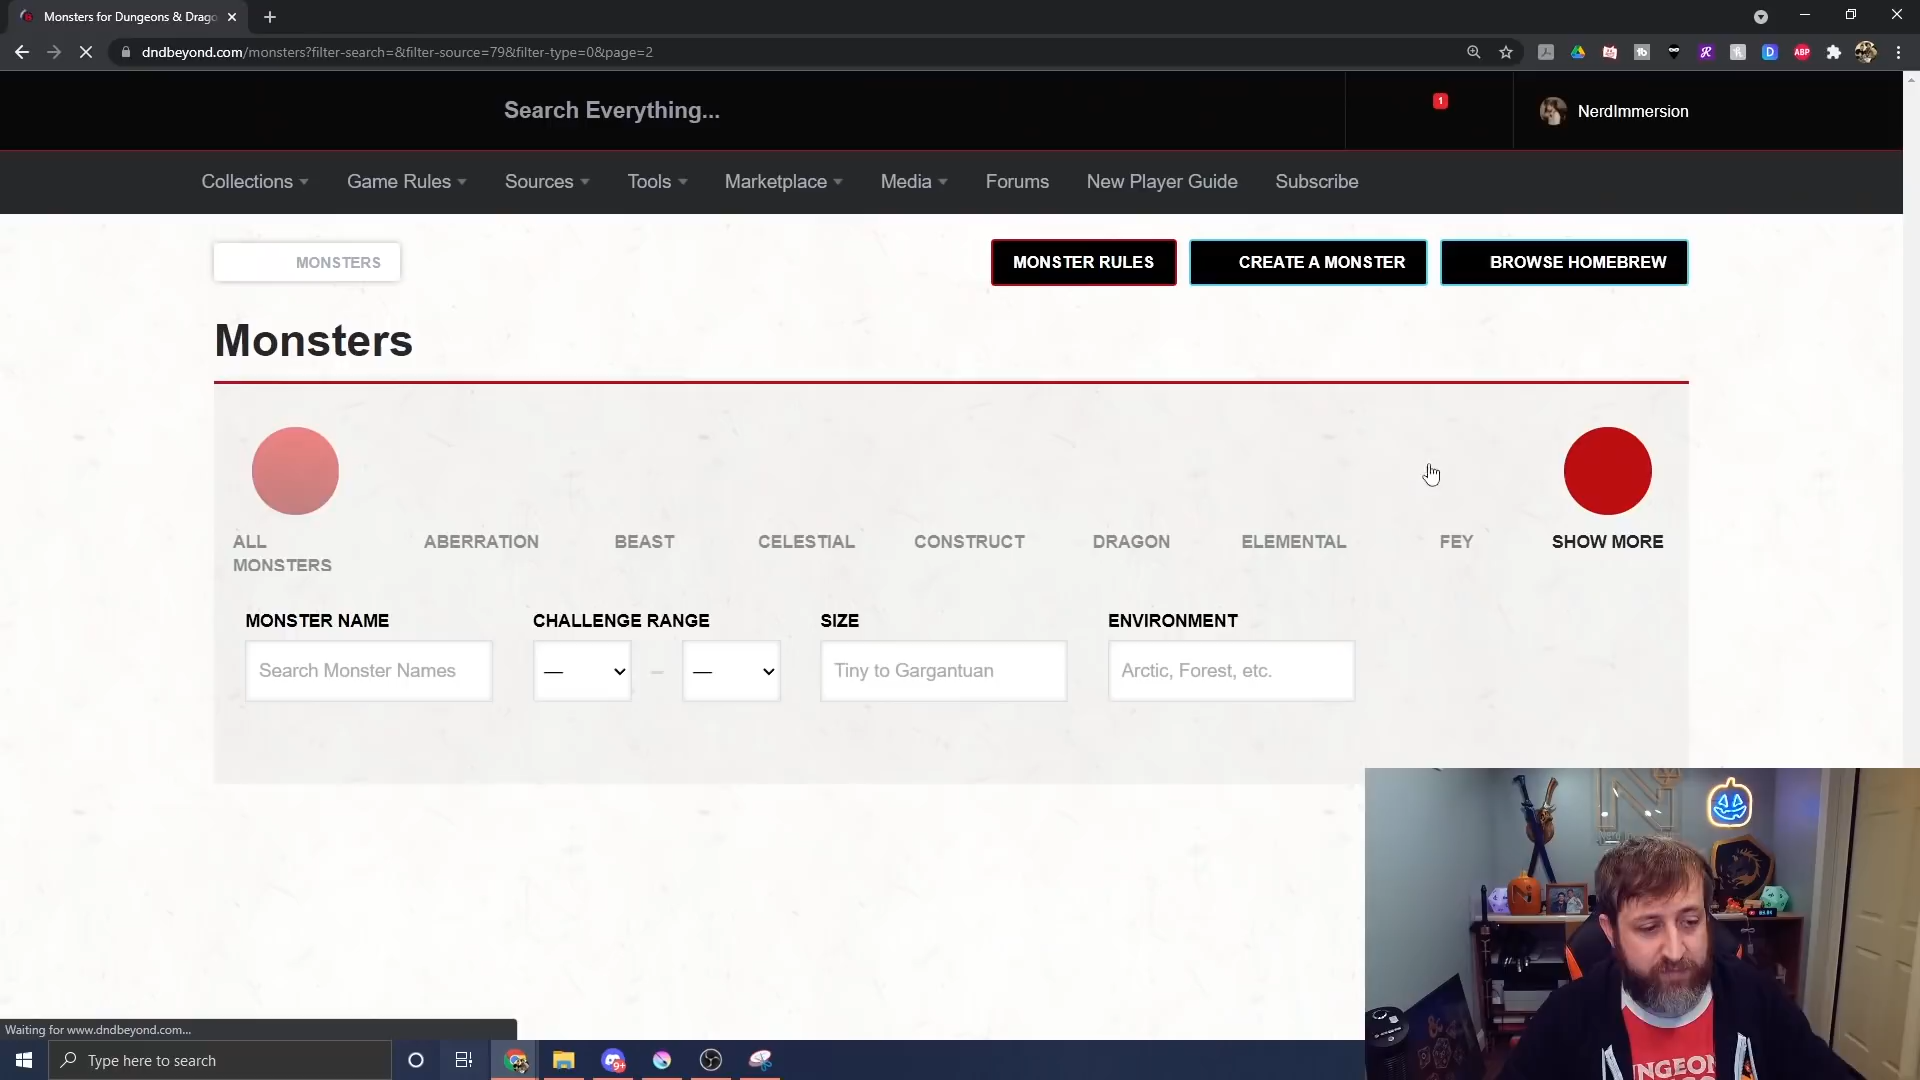 Monsters for Dungeons & Drago
dndbeyond.com/monsters?filter-search=&filter-source=79&filter-type=0&page=2
ABP
Search Everything...
1
NerdImmersion
Collections
Game Rules
Sources
Tools
Marketplace
Media
Forums
New Player Guide
Subscribe
MONSTERS
MONSTER RULES
CREATE A MONSTER
BROWSE HOMEBREW
Monsters
ALL
MONSTERS
ABERRATION
BEAST
CELESTIAL
CONSTRUCT
DRAGON
ELEMENTAL
FEY
SHOW MORE
MONSTER NAME
CHALLENGE RANGE
SIZE
ENVIRONMENT
Search Monster Names
—
–
—
Tiny to Gargantuan
Arctic, Forest, etc.
Waiting for www.dndbeyond.com...
Type here to search
9+